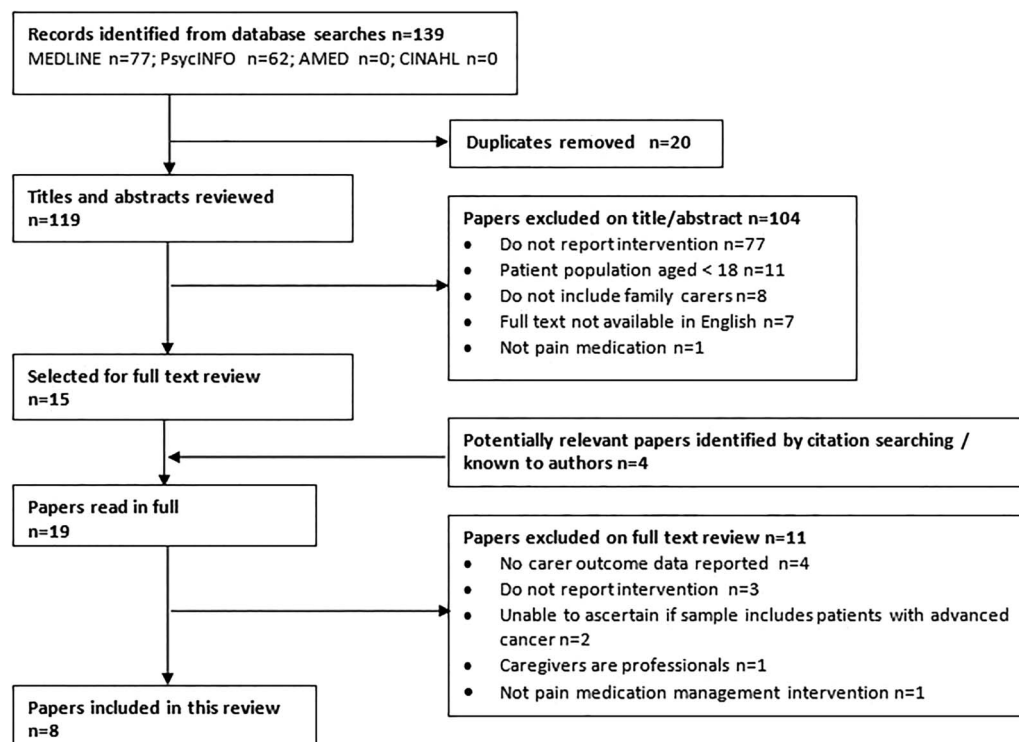 Records identified from database searches n=139
MEDLINE n=77; PsycINFO n=62; AMED n=0; CINAHL n=0
Duplicates removed n=20
Titles and abstracts reviewed
n=119
Papers excluded on title/abstract n=104
• Do not report intervention n=77
• Patient population aged < 18 n=11
• Do not include family carers n=8
• Full text not available in English n=7
• Not pain medication n=1
Selected for full text review
n=15
Potentially relevant papers identified by citation searching /
known to authors n=4
Papers read in full
n=19
Papers excluded on full text review n=11
• No carer outcome data reported n=4
• Do not report intervention n=3
• Unable to ascertain if sample includes patients with advanced
cancer n=2
• Caregivers are professionals n=1
• Not pain medication management intervention n=1
Papers included in this review
n=8